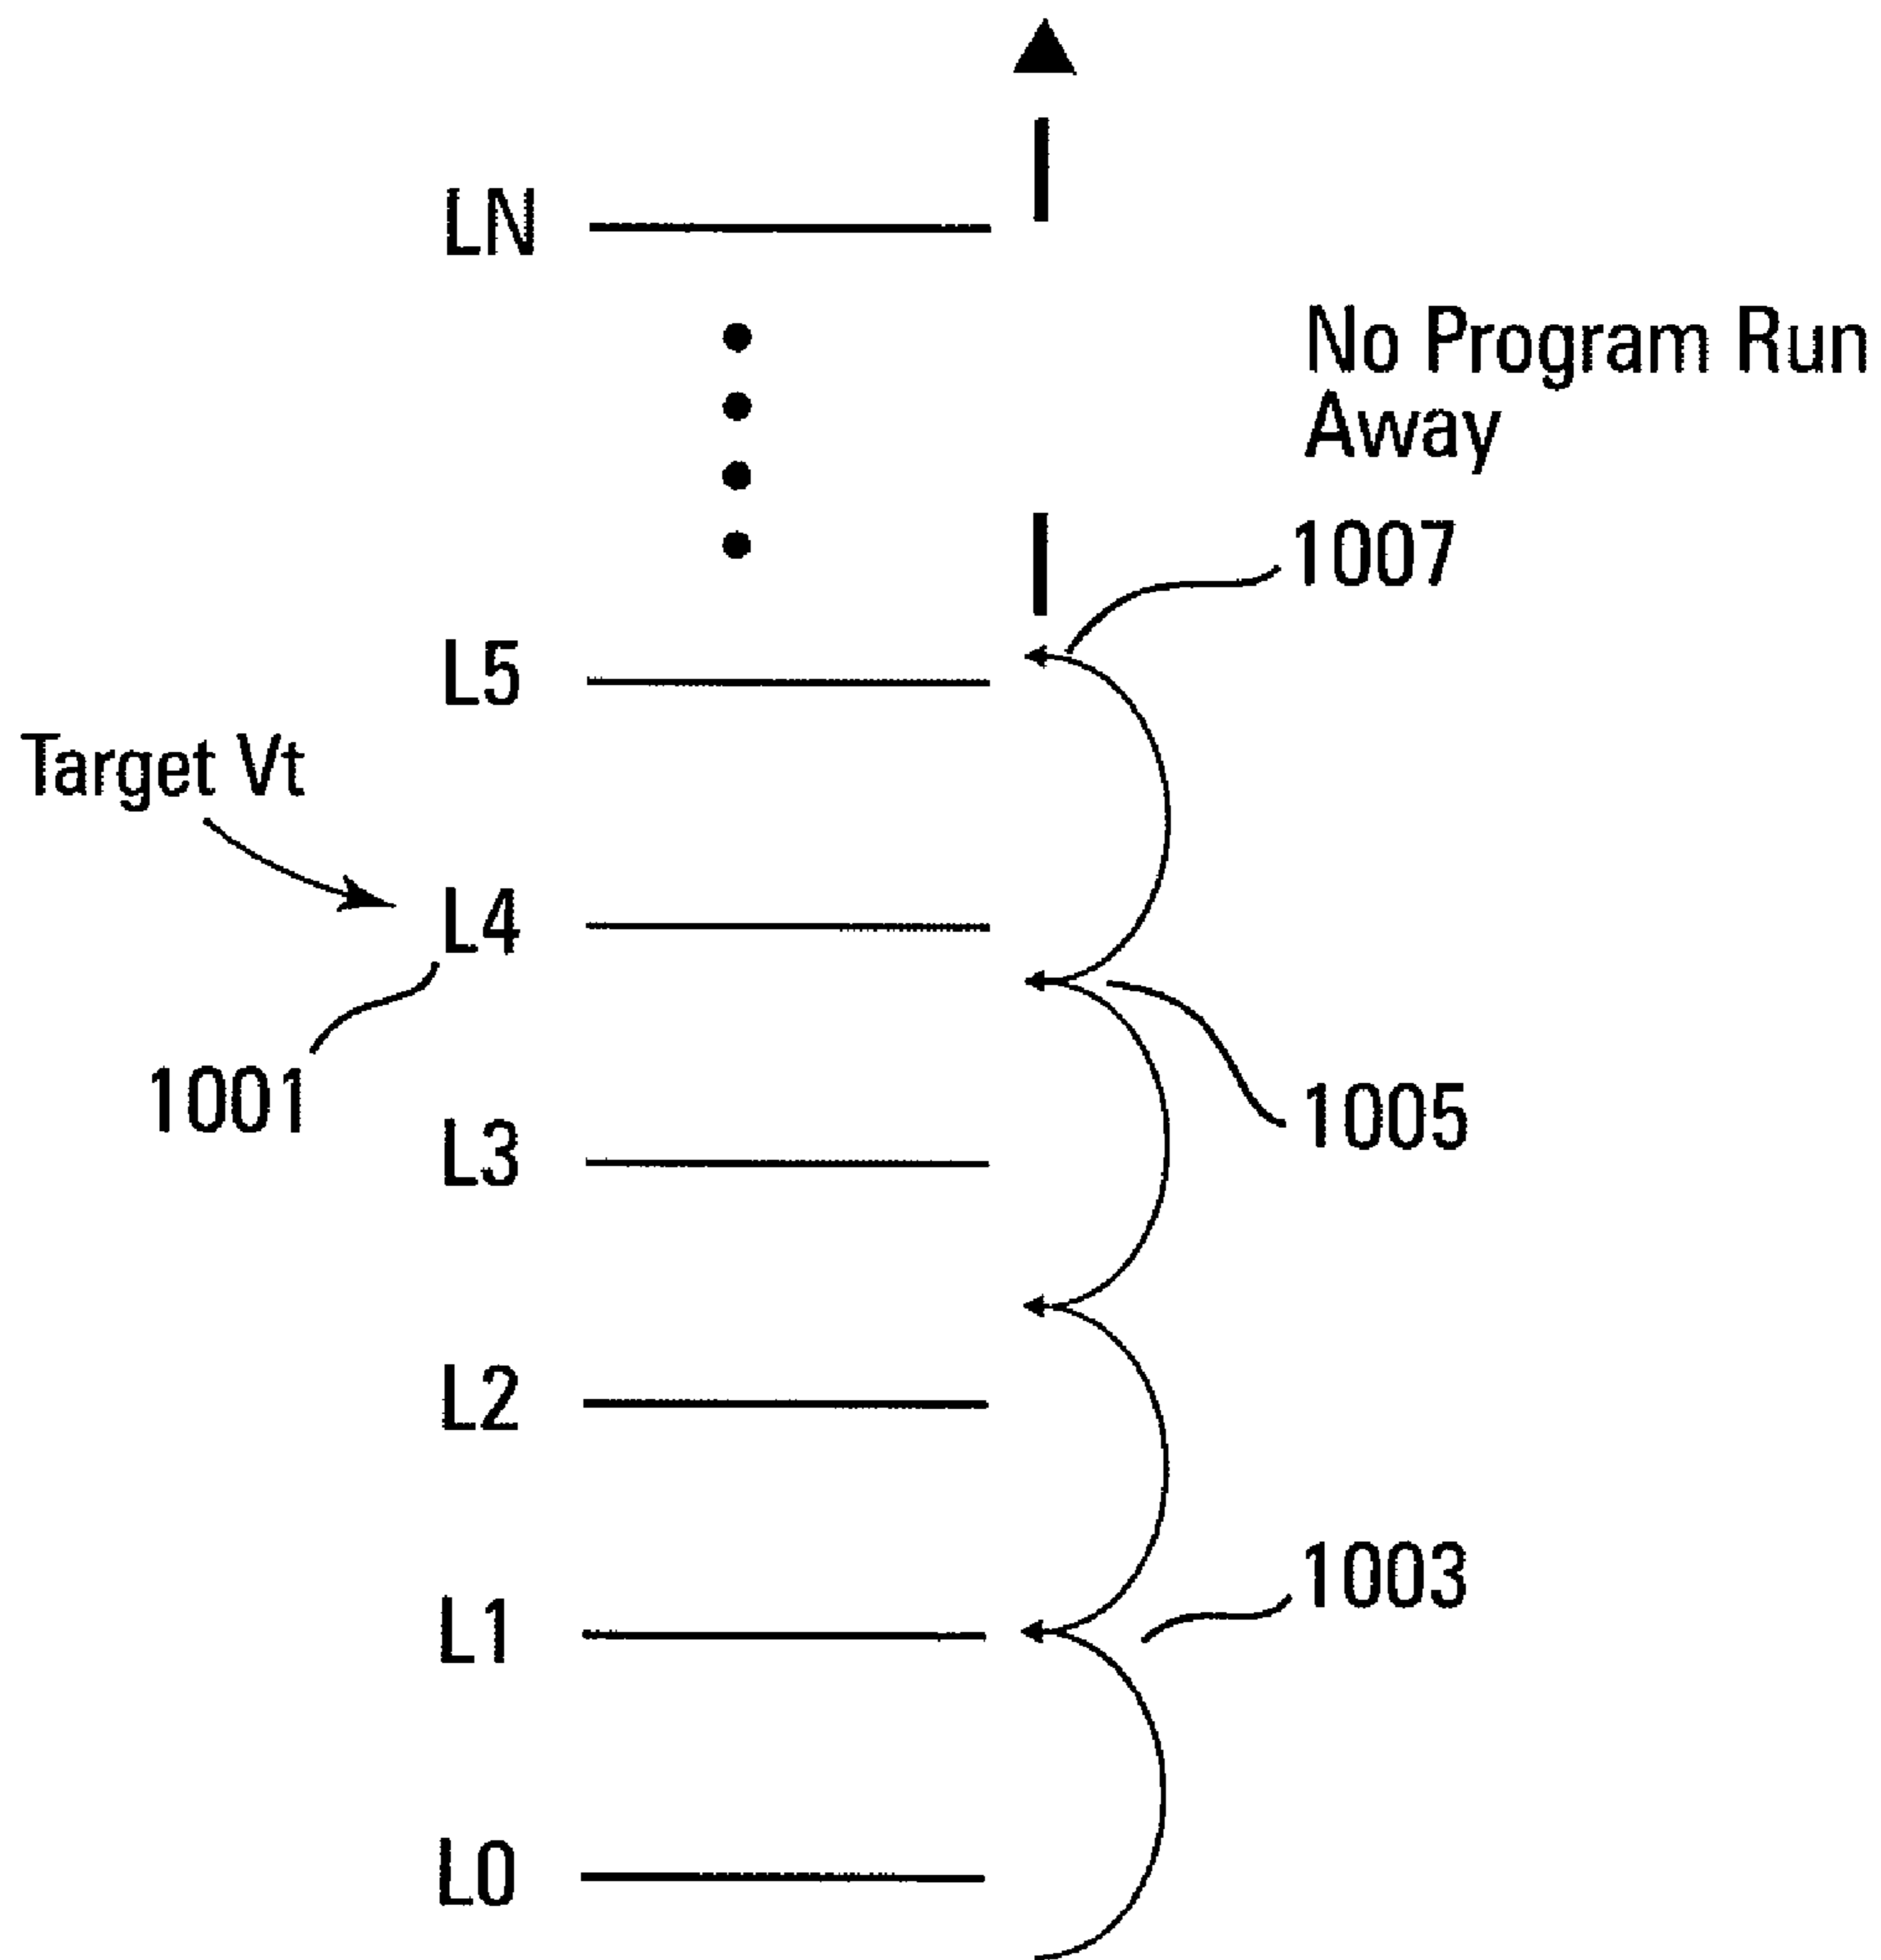 LN
No Program Run
Away
1007
L5
Target Vt
L4
1001
1005
L3
L2
1003
L1
L0